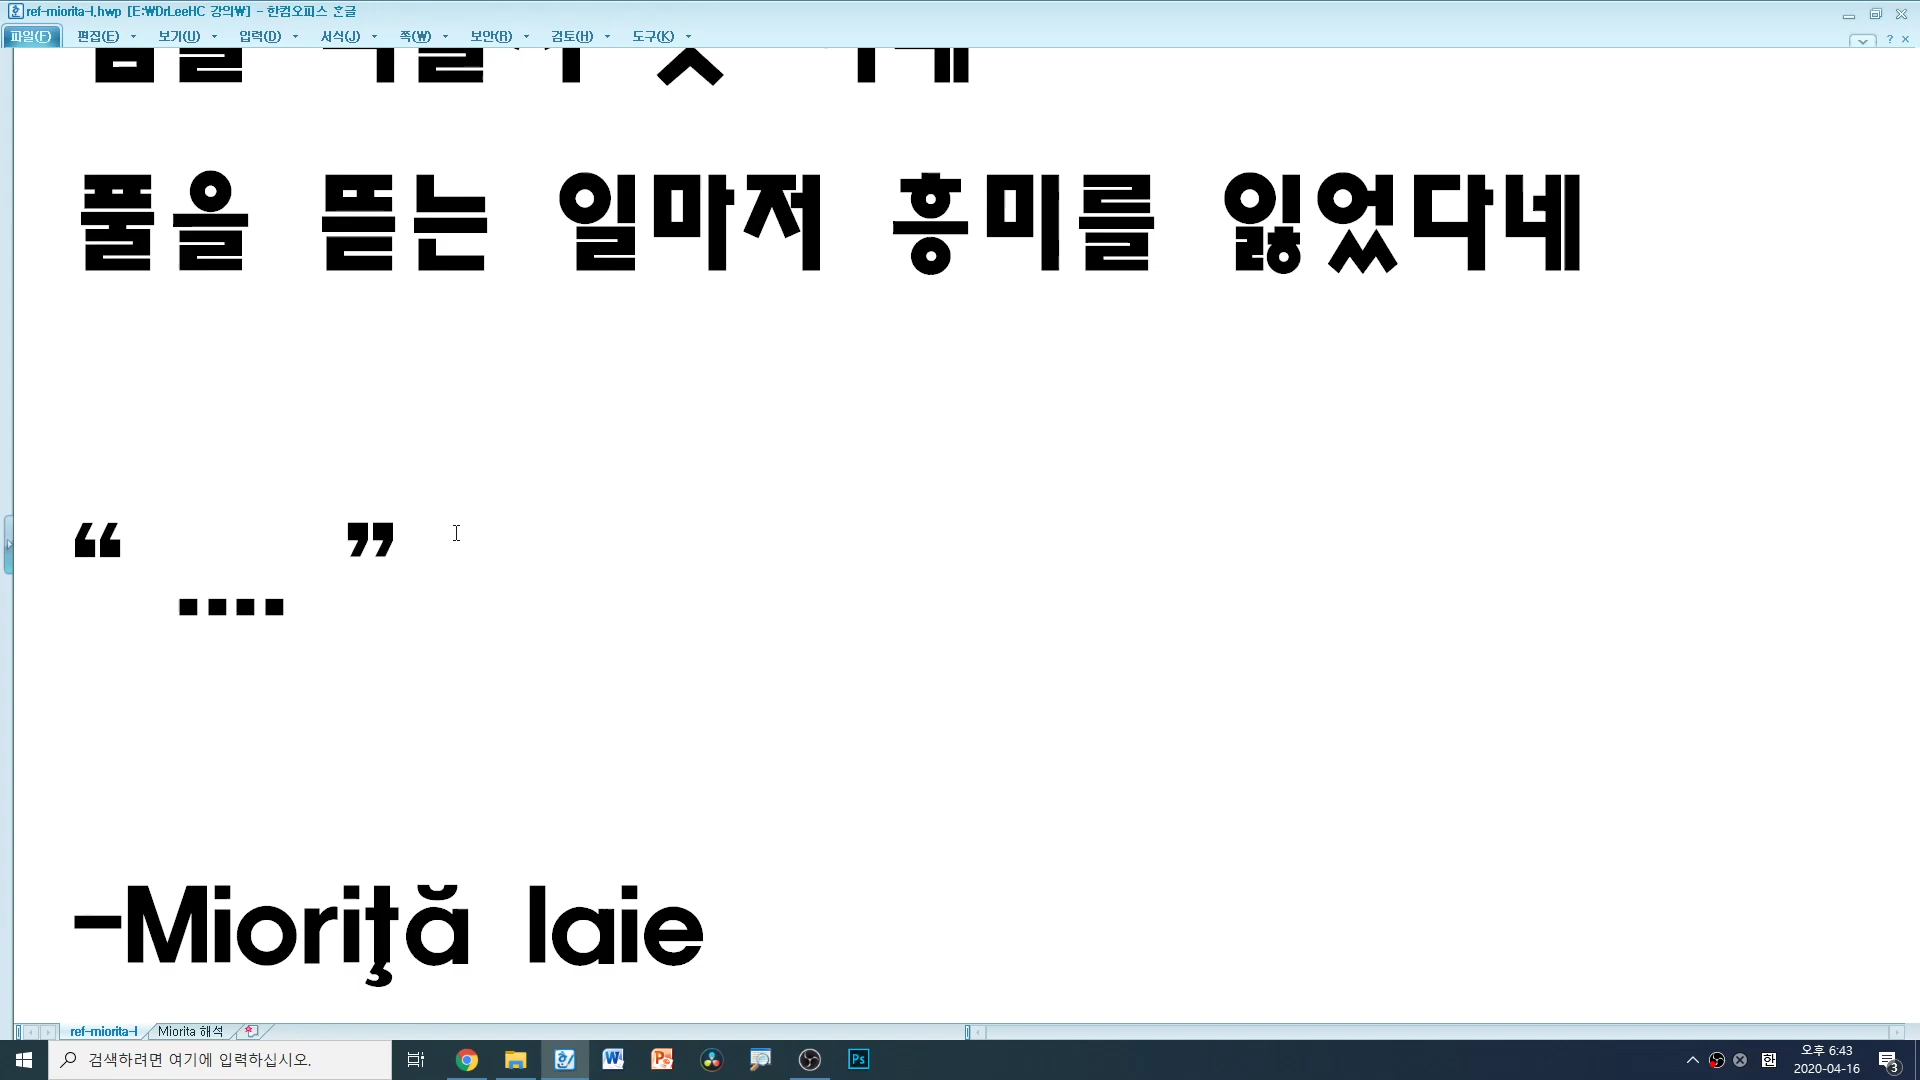 ref-miorita-l.hwp [E:\DrLeeHC 강의\] - 한컴오피스 한글
파일(F) 편집(E) 보기(U) 입력(D) 서식(J) 쪽(W) 보안(R) 검토(H) 도구(K)
풀을 뜯는 일마저 흥미를 잃었다네
“ .... ”
-Mioriţă laie
ref-miorita-l Miorita 해석
검색하려면 여기에 입력하십시오.
한
오후 6:43
2020-04-16
3